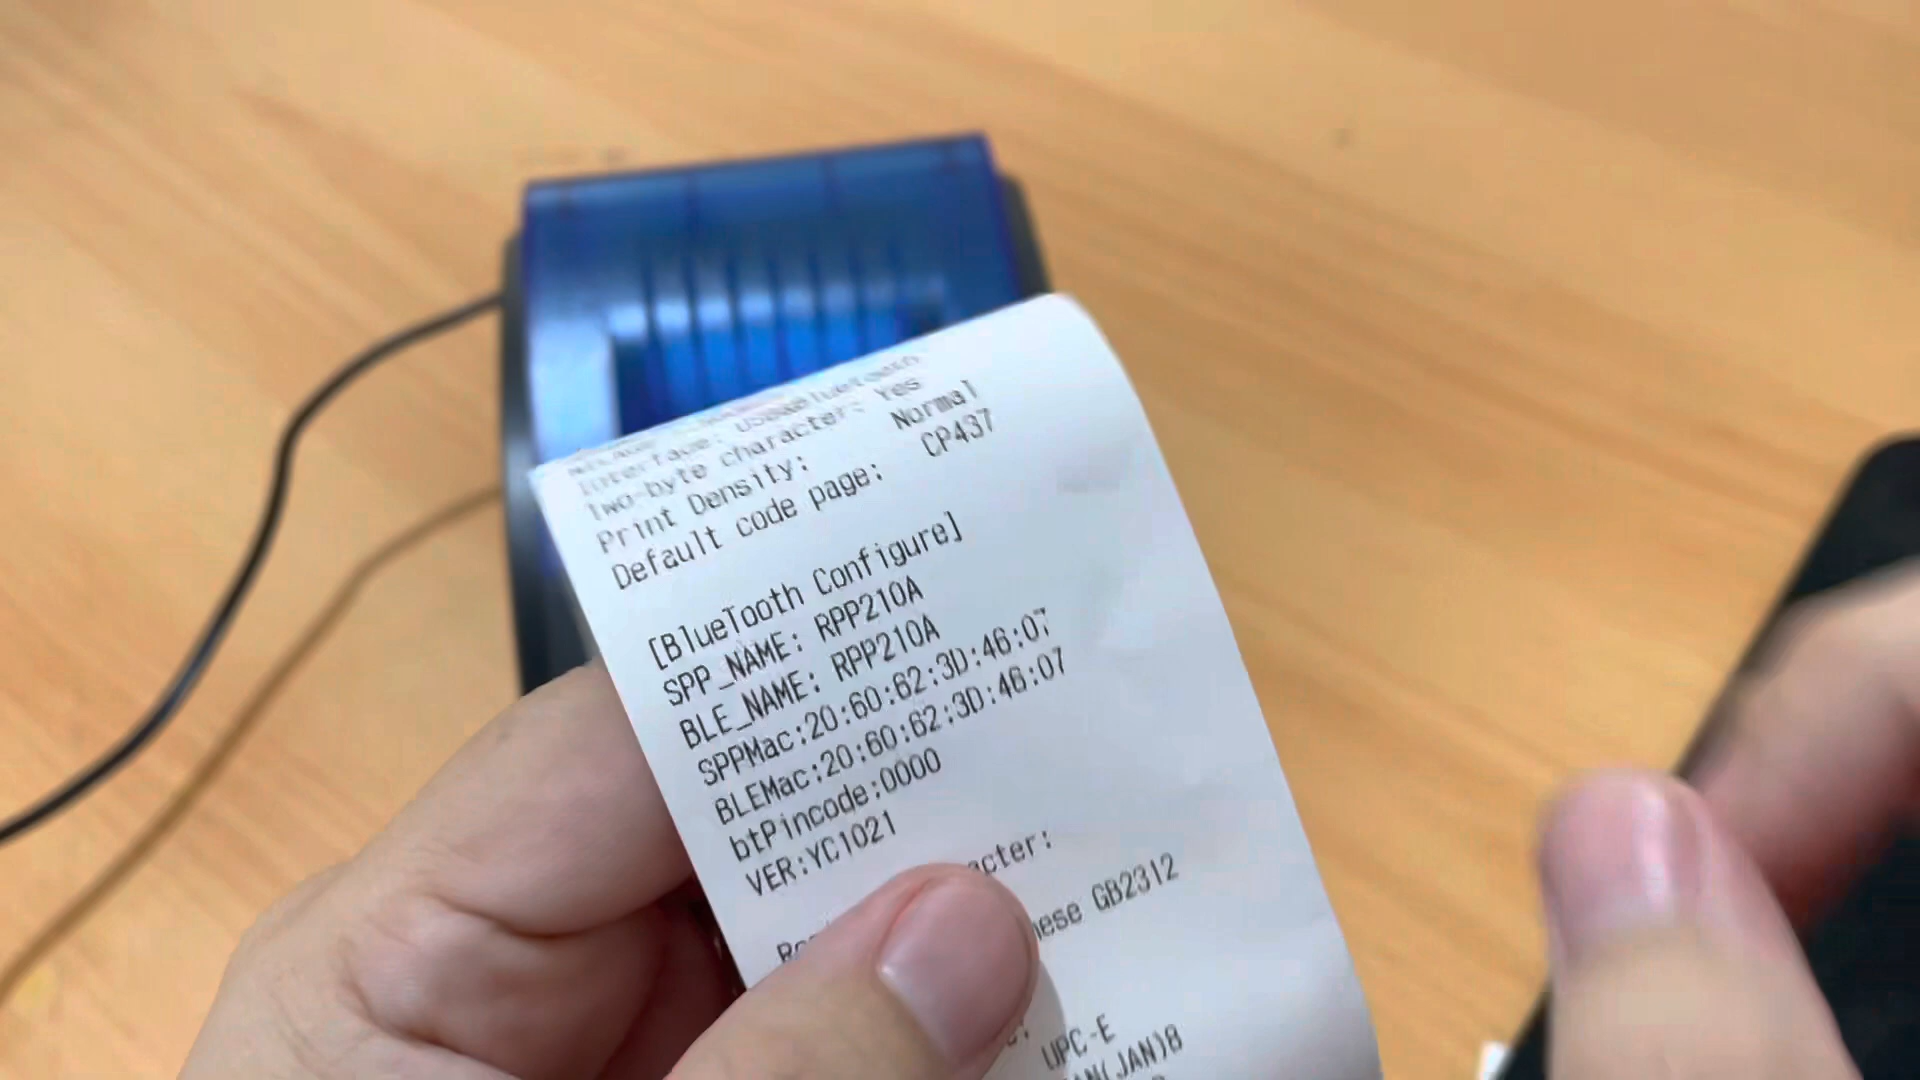 Interface: USB&Bluetooth
Two-byte character: Yes
Print Density: Normal
Default code page: CP437
[BlueTooth Configure]
SPP_NAME: RPP210A
BLE_NAME: RPP210A
SPPMac:20:60:62:3D:46:07
BLEMac:20:60:62:3D:46:07
btPincode:0000
VER:YC1021
acter:
nese GB2312
UPC-E
AN(JAN)8